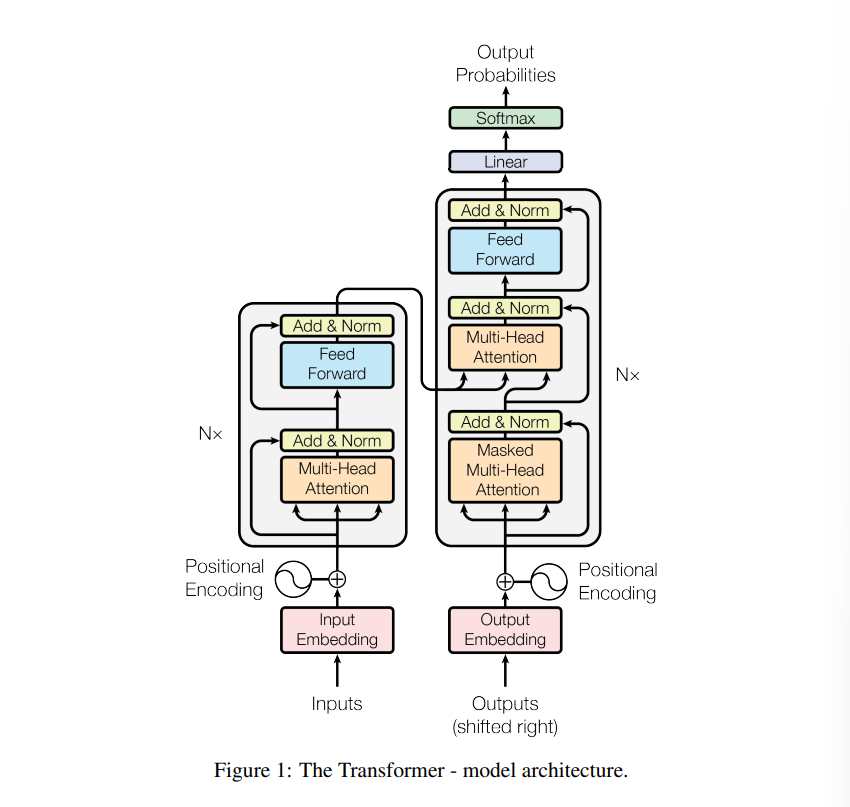 Output
Probabilities
Softmax
Linear
Add & Norm
Feed
Forward
Add & Norm
Multi-Head
Attention
Add & Norm
Masked
Multi-Head
Attention
N×
Add & Norm
Feed
Forward
Add & Norm
Multi-Head
Attention
N×
Positional
Encoding
Positional
Encoding
Input
Embedding
Output
Embedding
Inputs
Outputs
(shifted right)
Figure 1: The Transformer - model architecture.